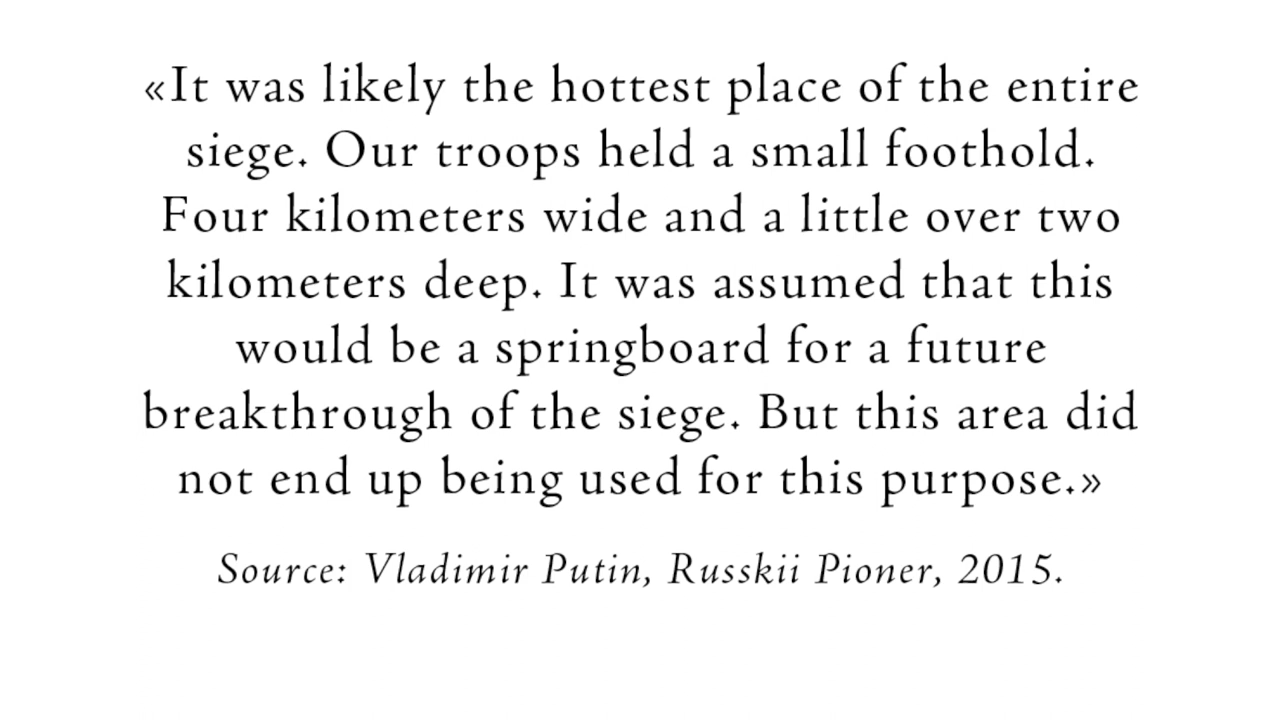 «It was likely the hottest place of the entire
siege. Our troops held a small foothold.
Four kilometers wide and a little over two
kilometers deep. It was assumed that this
would be a springboard for a future
breakthrough of the siege. But this area did
not end up being used for this purpose.»
Source: Vladimir Putin, Russkii Pioner, 2015.